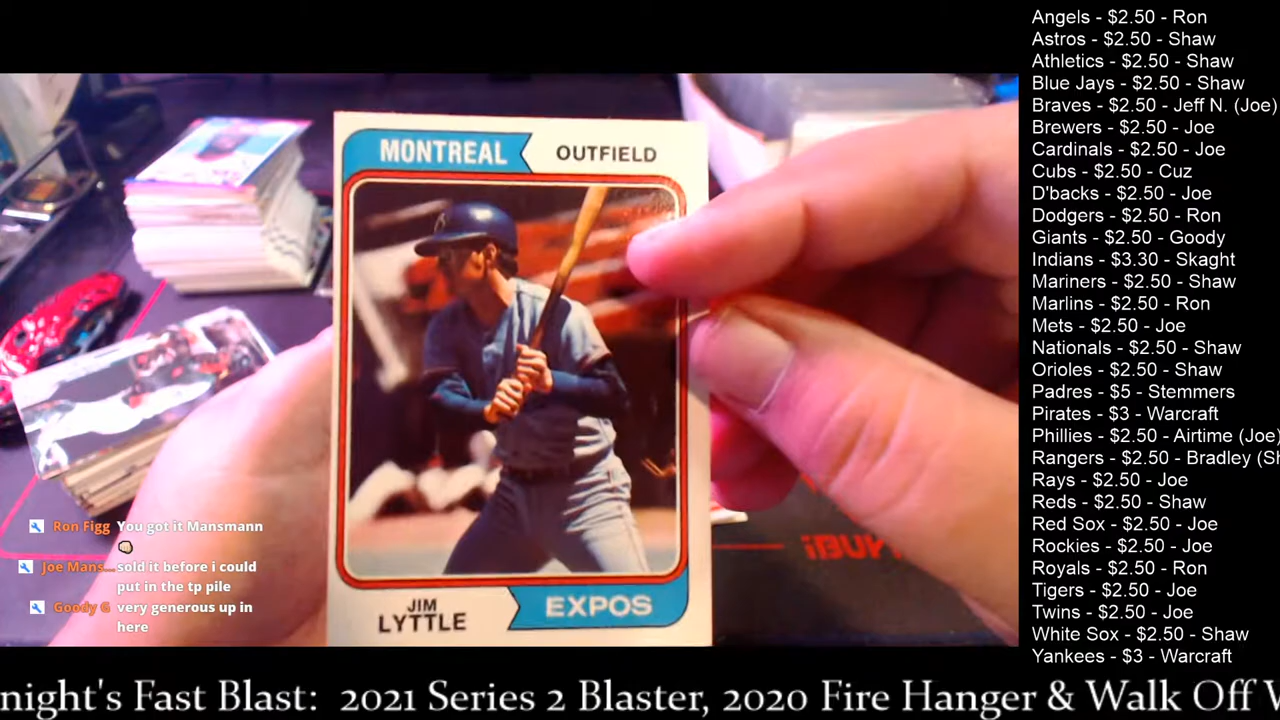 MONTREAL OUTFIELD
JIM
LYTTLE
EXPOS
Ron Figg You got it Mansmann
Joe Mans... sold it before i could
put in the tp pile
Goody G very generous up in
here
Angels - $2.50 - Ron
Astros - $2.50 - Shaw
Athletics - $2.50 - Shaw
Blue Jays - $2.50 - Shaw
Braves - $2.50 - Jeff N. (Joe)
Brewers - $2.50 - Joe
Cardinals - $2.50 - Joe
Cubs - $2.50 - Cuz
D'backs - $2.50 - Joe
Dodgers - $2.50 - Ron
Giants - $2.50 - Goody
Indians - $3.30 - Skaght
Mariners - $2.50 - Shaw
Marlins - $2.50 - Ron
Mets - $2.50 - Joe
Nationals - $2.50 - Shaw
Orioles - $2.50 - Shaw
Padres - $5 - Stemmers
Pirates - $3 - Warcraft
Phillies - $2.50 - Airtime (Joe)
Rangers - $2.50 - Bradley (Sh
Rays - $2.50 - Joe
Reds - $2.50 - Shaw
Red Sox - $2.50 - Joe
Rockies - $2.50 - Joe
Royals - $2.50 - Ron
Tigers - $2.50 - Joe
Twins - $2.50 - Joe
White Sox - $2.50 - Shaw
Yankees - $3 - Warcraft
night's Fast Blast: 2021 Series 2 Blaster, 2020 Fire Hanger & Walk Off